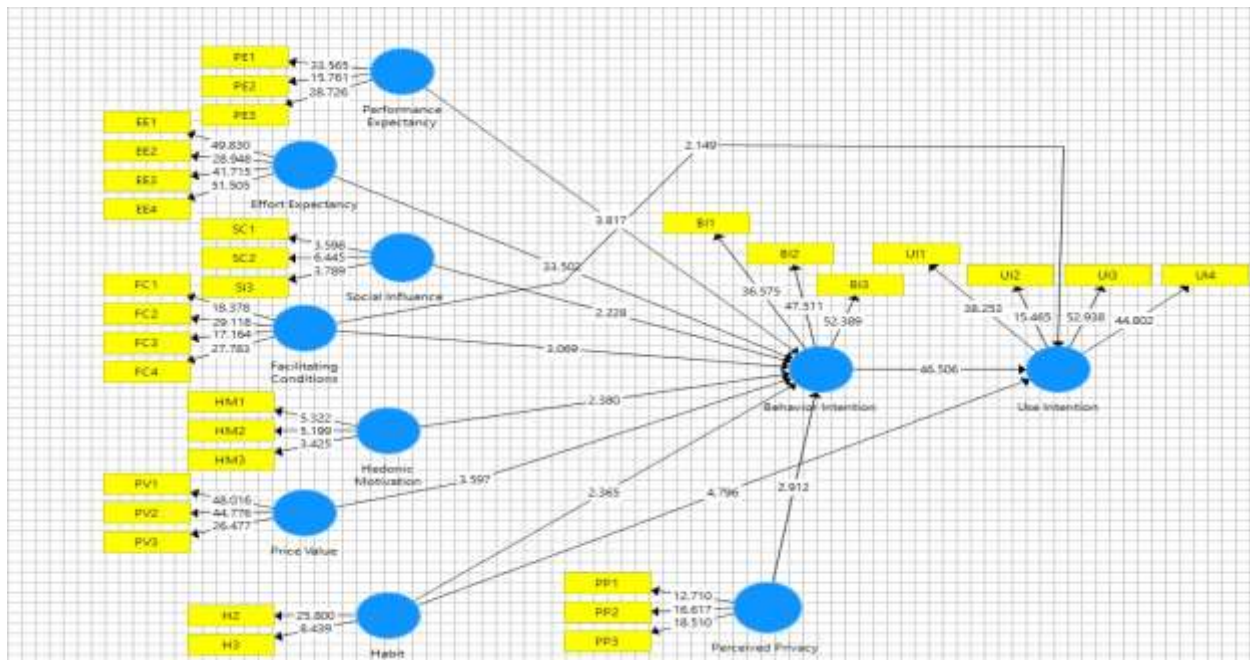 PE1
33.565
PE2
15.761
PE3
38.726
Performance
Expectancy
EE1
49.830
EE2
28.948
EE3
41.715
EE4
51.505
Effort Expectancy
SC1
3.598
SC2
6.445
SI3
3.789
Social Influence
FC1
18.378
FC2
29.118
FC3
17.164
FC4
27.783
Facilitating
Conditions
HM1
5.322
HM2
5.199
HM3
3.425
Hedonic
Motivation
PV1
48.016
PV2
44.776
PV3
26.477
Price Value
H2
25.800
H3
8.439
Habit
PP1
12.710
PP2
16.617
PP3
18.510
Perceived Privacy
2.149
3.817
33.502
2.228
3.069
2.380
3.597
2.365
4.796
2.912
BI1
36.575
BI2
47.311
BI3
52.389
Behavior Intention
46.506
UI1
38.253
UI2
15.465
UI3
52.938
UI4
44.802
Use Intention